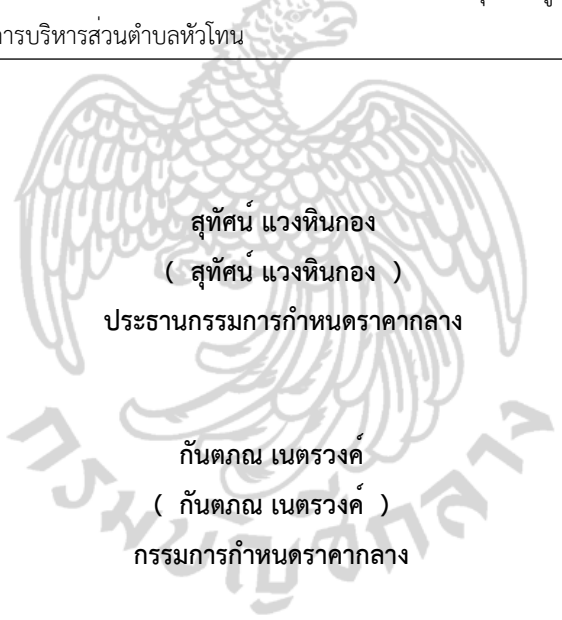 การบริหารส่วนตำบลหัวโทน
สุทัศน์ แวงหินกอง
( สุทัศน์ แวงหินกอง )
ประธานกรรมการกำหนดราคากลาง
กันตภณ เนตรวงค์
( กันตภณ เนตรวงค์ )
กรรมการกำหนดราคากลาง
กรมบัญชีกลาง